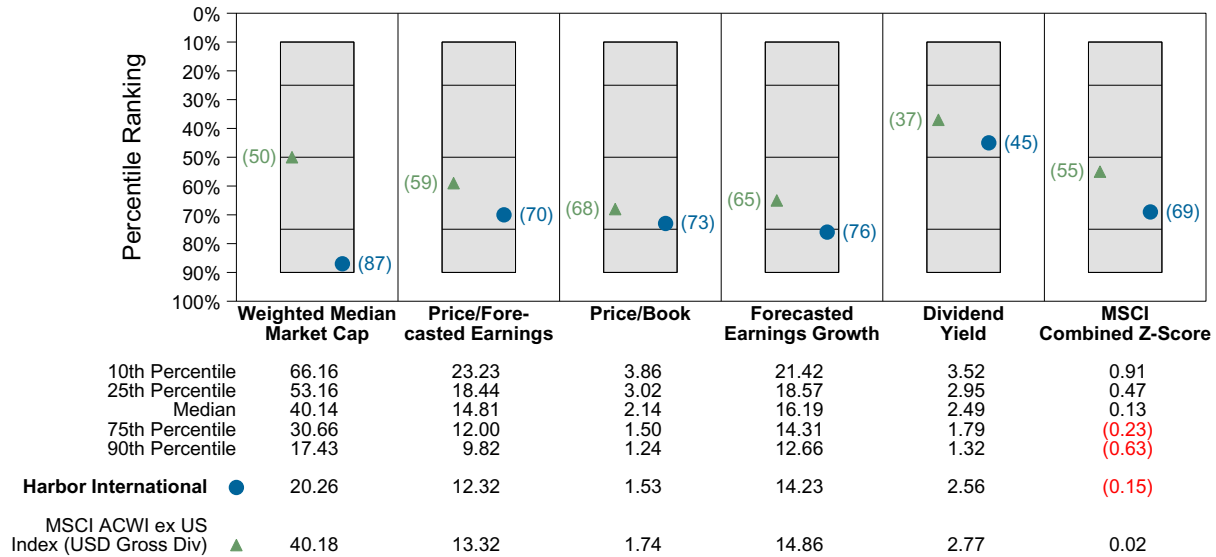 Percentile Ranking
0%
10%
20%
30%
40%
50%
60%
70%
80%
90%
100%
(50)
(87)
(59)
(70)
(68)
(73)
(65)
(76)
(37)
(45)
(55)
(69)
Weighted Median
Market Cap
Price/Fore-
casted Earnings
Price/Book
Forecasted
Earnings Growth
Dividend
Yield
MSCI
Combined Z-Score
10th Percentile 66.16 23.23 3.86 21.42 3.52 0.91
25th Percentile 53.16 18.44 3.02 18.57 2.95 0.47
Median 40.14 14.81 2.14 16.19 2.49 0.13
75th Percentile 30.66 12.00 1.50 14.31 1.79 (0.23)
90th Percentile 17.43 9.82 1.24 12.66 1.32 (0.63)
Harbor International 20.26 12.32 1.53 14.23 2.56 (0.15)
MSCI ACWI ex US
Index (USD Gross Div) 40.18 13.32 1.74 14.86 2.77 0.02